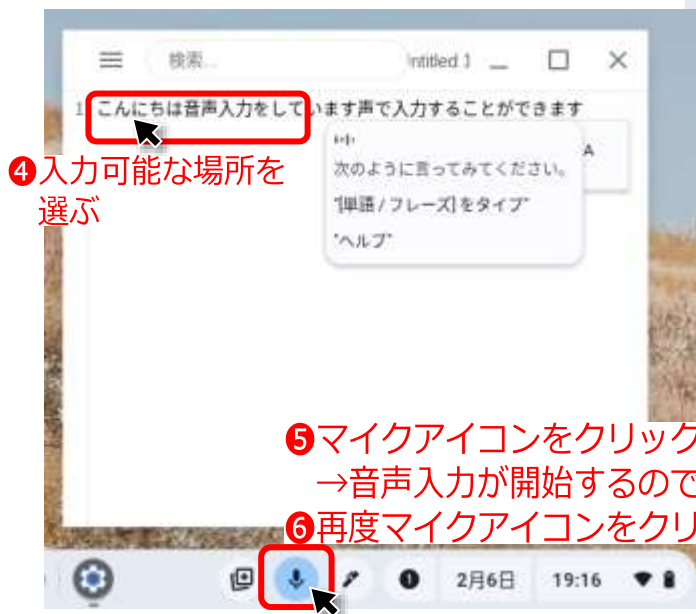 検索...
ntitled 1
1
こんにちは音声入力をしています声で入力することができます
A
次のように言ってみてください。
"[単語 / フレーズ] をタイプ"
"ヘルプ"
❹入力可能な場所を
選ぶ
❺マイクアイコンをクリック
→音声入力が開始するので
❻再度マイクアイコンをクリ
1
2月6日
19:16